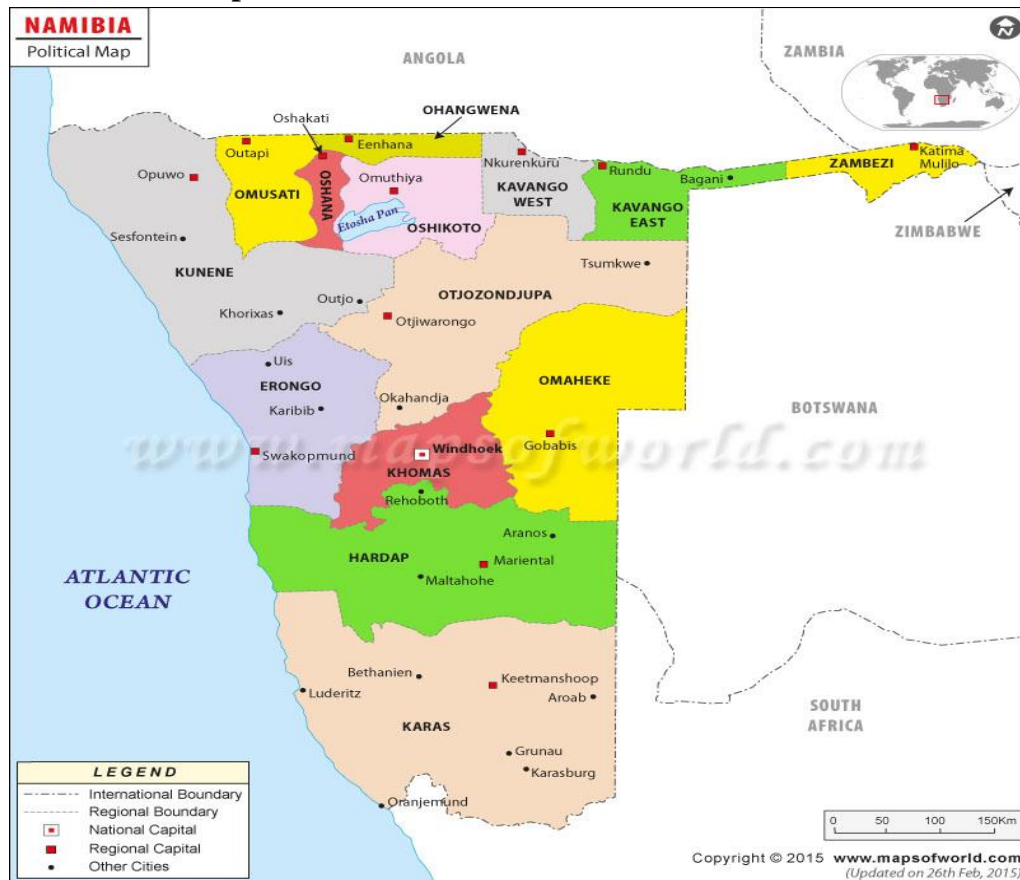 NAMIBIA
Political Map
ANGOLA
ZAMBIA
N
OHANGWENA
Oshakati
Eenhana
Outapi
Nkurenkuru
Katima
Mulilo
ZAMBEZI
Rundu
Bagani
Opuwo
OMUSATI
OSHANA
Omuthiya
KAVANGO
WEST
KAVANGO
EAST
Etosha Pan
OSHIKOTO
ZIMBABWE
Sesfontein
KUNENE
Tsumkwe
OTJOZONDJUPA
Outjo
Khorixas
Otjiwarongo
Uis
ERONGO
OMAHEKE
Karibib
Okahandja
BOTSWANA
www.mapsofworld.com
Swakopmund
Windhoek
Gobabis
KHOMAS
Rehoboth
Aranos
HARDAP
Mariental
Maltahohe
ATLANTIC
OCEAN
Bethanien
Keetmanshoop
Luderitz
Aroab
SOUTH
AFRICA
KARAS
Grunau
Karasburg
Oranjemund
LEGEND
International Boundary
Regional Boundary
National Capital
Regional Capital
Other Cities
0 50 100 150Km
Copyright © 2015 www.mapsofworld.com
(Updated on 26th Feb, 2015)